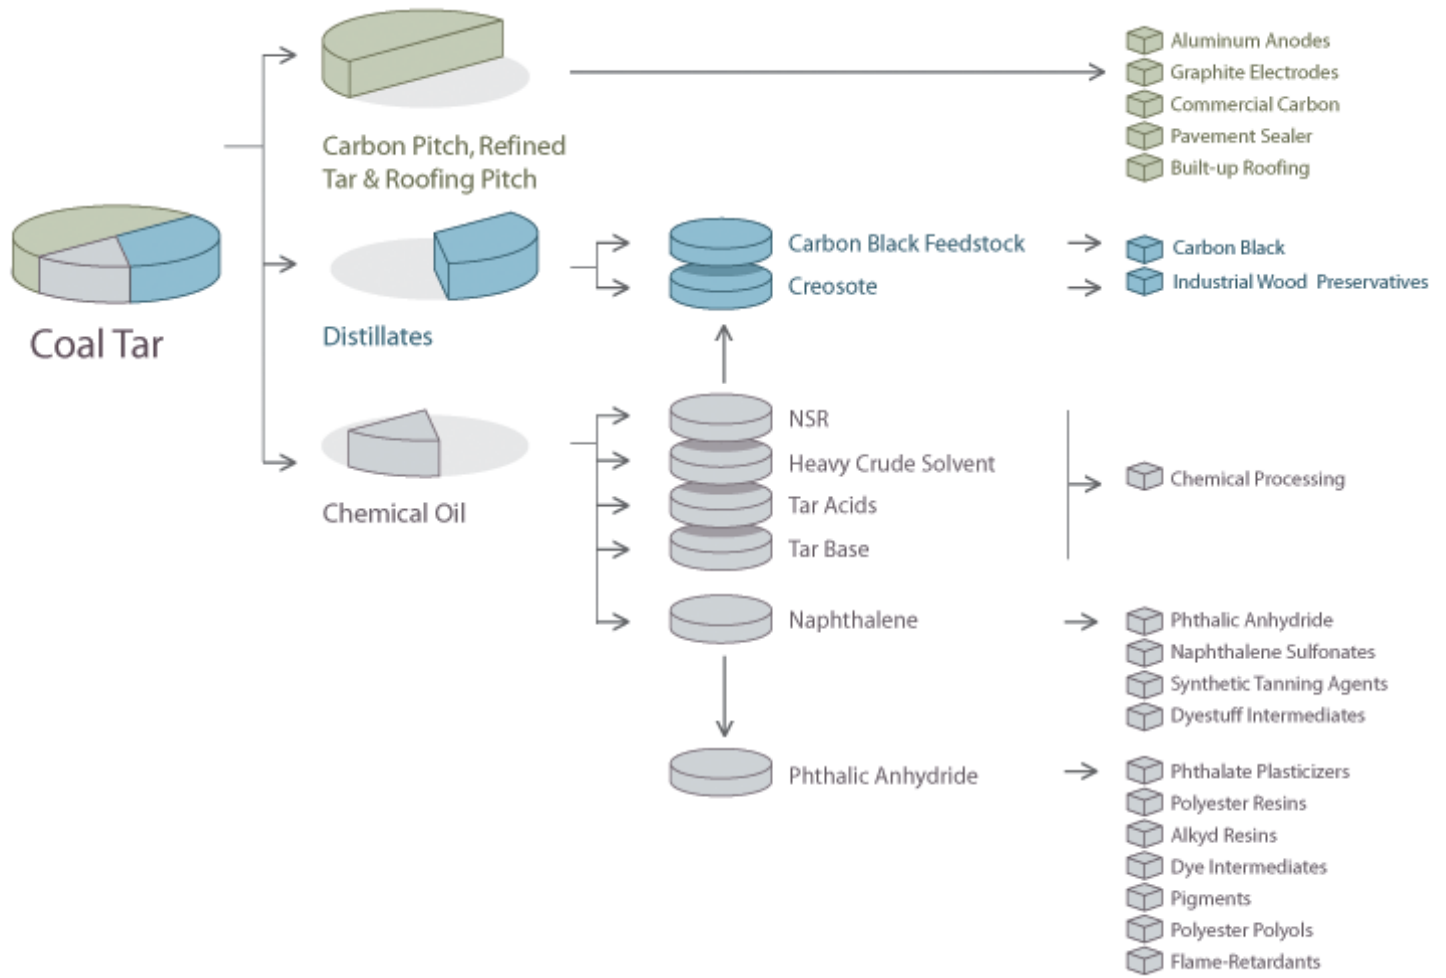 Coal Tar
Carbon Pitch, Refined
Tar & Roofing Pitch
Aluminum Anodes
Graphite Electrodes
Commercial Carbon
Pavement Sealer
Built-up Roofing
Distillates
Carbon Black Feedstock
Creosote
Carbon Black
Industrial Wood Preservatives
Chemical Oil
NSR
Heavy Crude Solvent
Tar Acids
Tar Base
Chemical Processing
Naphthalene
Phthalic Anhydride
Naphthalene Sulfonates
Synthetic Tanning Agents
Dyestuff Intermediates
Phthalic Anhydride
Phthalate Plasticizers
Polyester Resins
Alkyd Resins
Dye Intermediates
Pigments
Polyester Polyols
Flame-Retardants